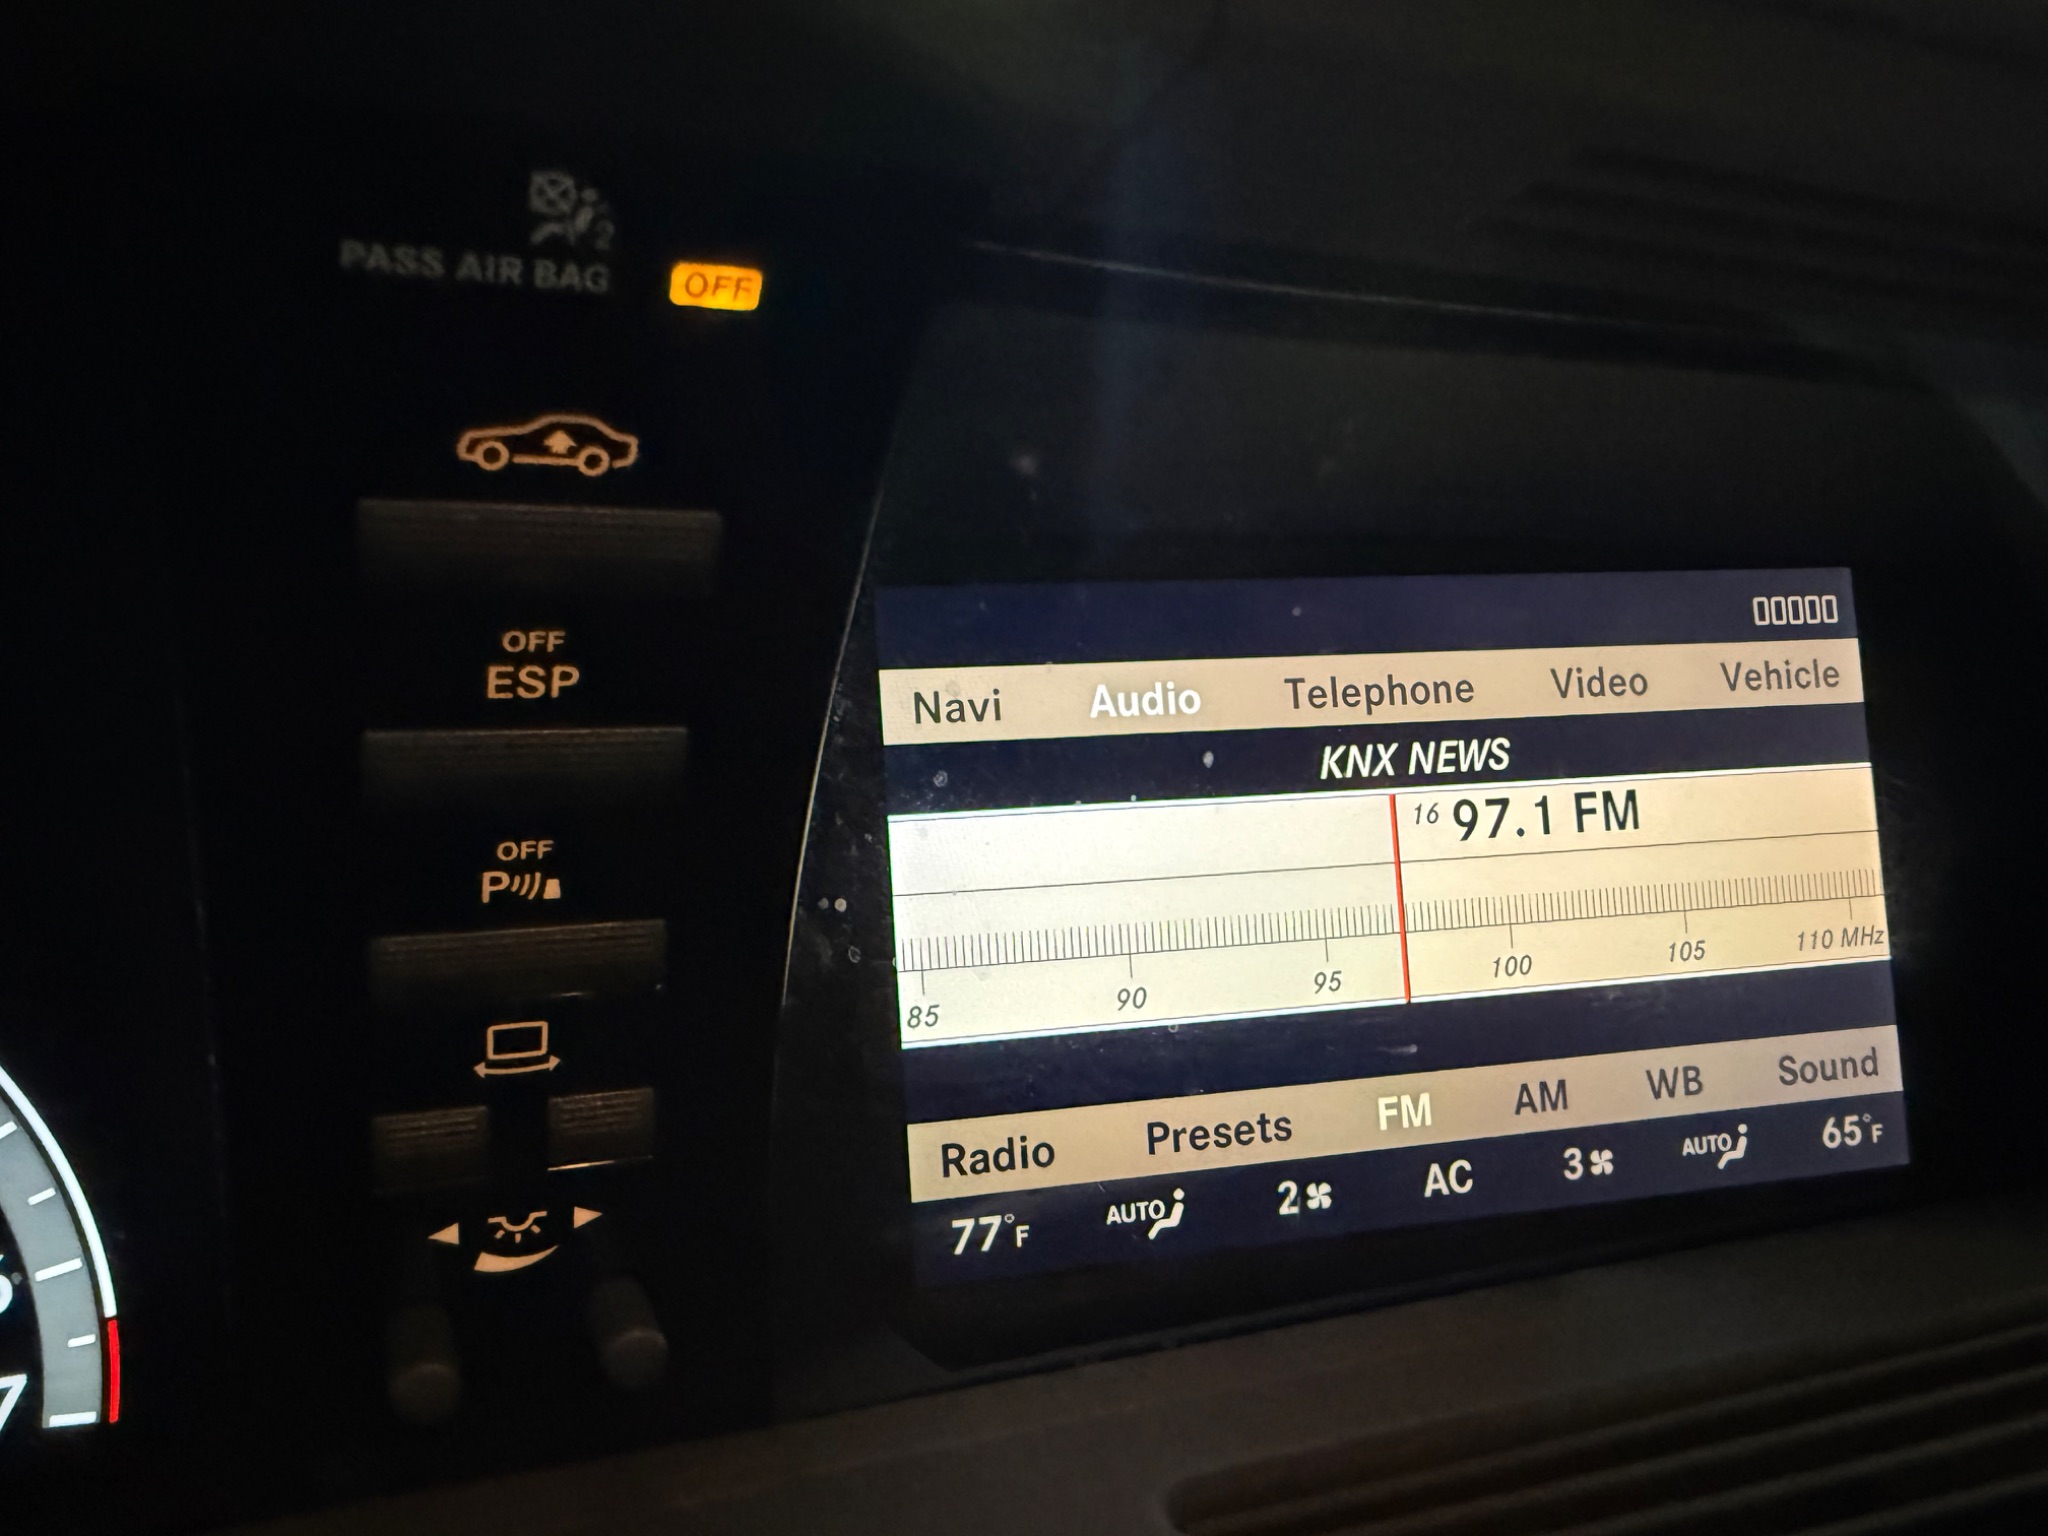 2
PASS AIR BAG OFF
OFF
ESP
OFF
P
Navi Audio Telephone Video Vehicle
KNX NEWS
16 97.1 FM
85 90 95 100 105 110 MHz
Radio Presets FM AM WB Sound
77°F AUTO 2 AC 3 AUTO 65°F
7